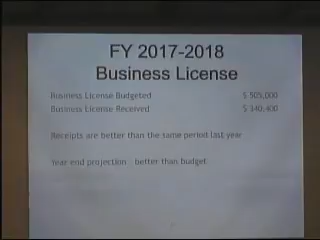 FY 2017-2018
Business License
Business License Budgeted $ 505,000
Business License Received $ 340,400
Receipts are better than the same period last year
Year end projection - better than budget